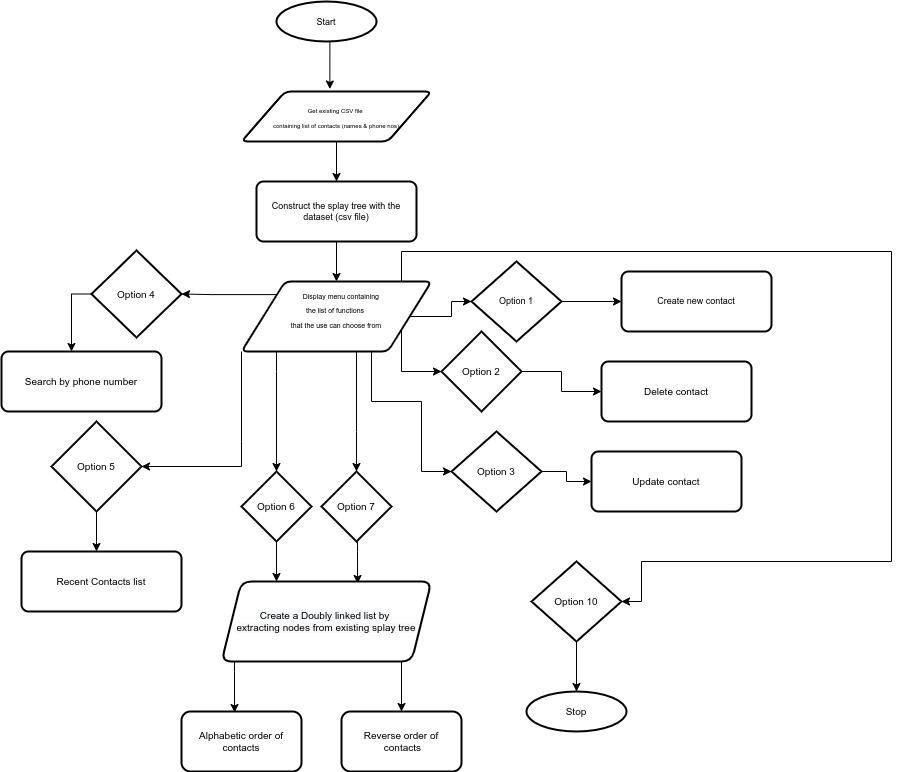 Start
Get existing CSV file
containing list of contacts (names & phone nos)
Construct the splay tree with the
dataset (csv file)
Display menu containing
the list of functions
that the use can choose from
Option 4
Option 1
Create new contact
Search by phone number
Option 2
Delete contact
Option 5
Option 3
Update contact
Option 6
Option 7
Recent Contacts list
Create a Doubly linked list by
extracting nodes from existing splay tree
Option 10
Stop
Alphabetic order of
contacts
Reverse order of
contacts